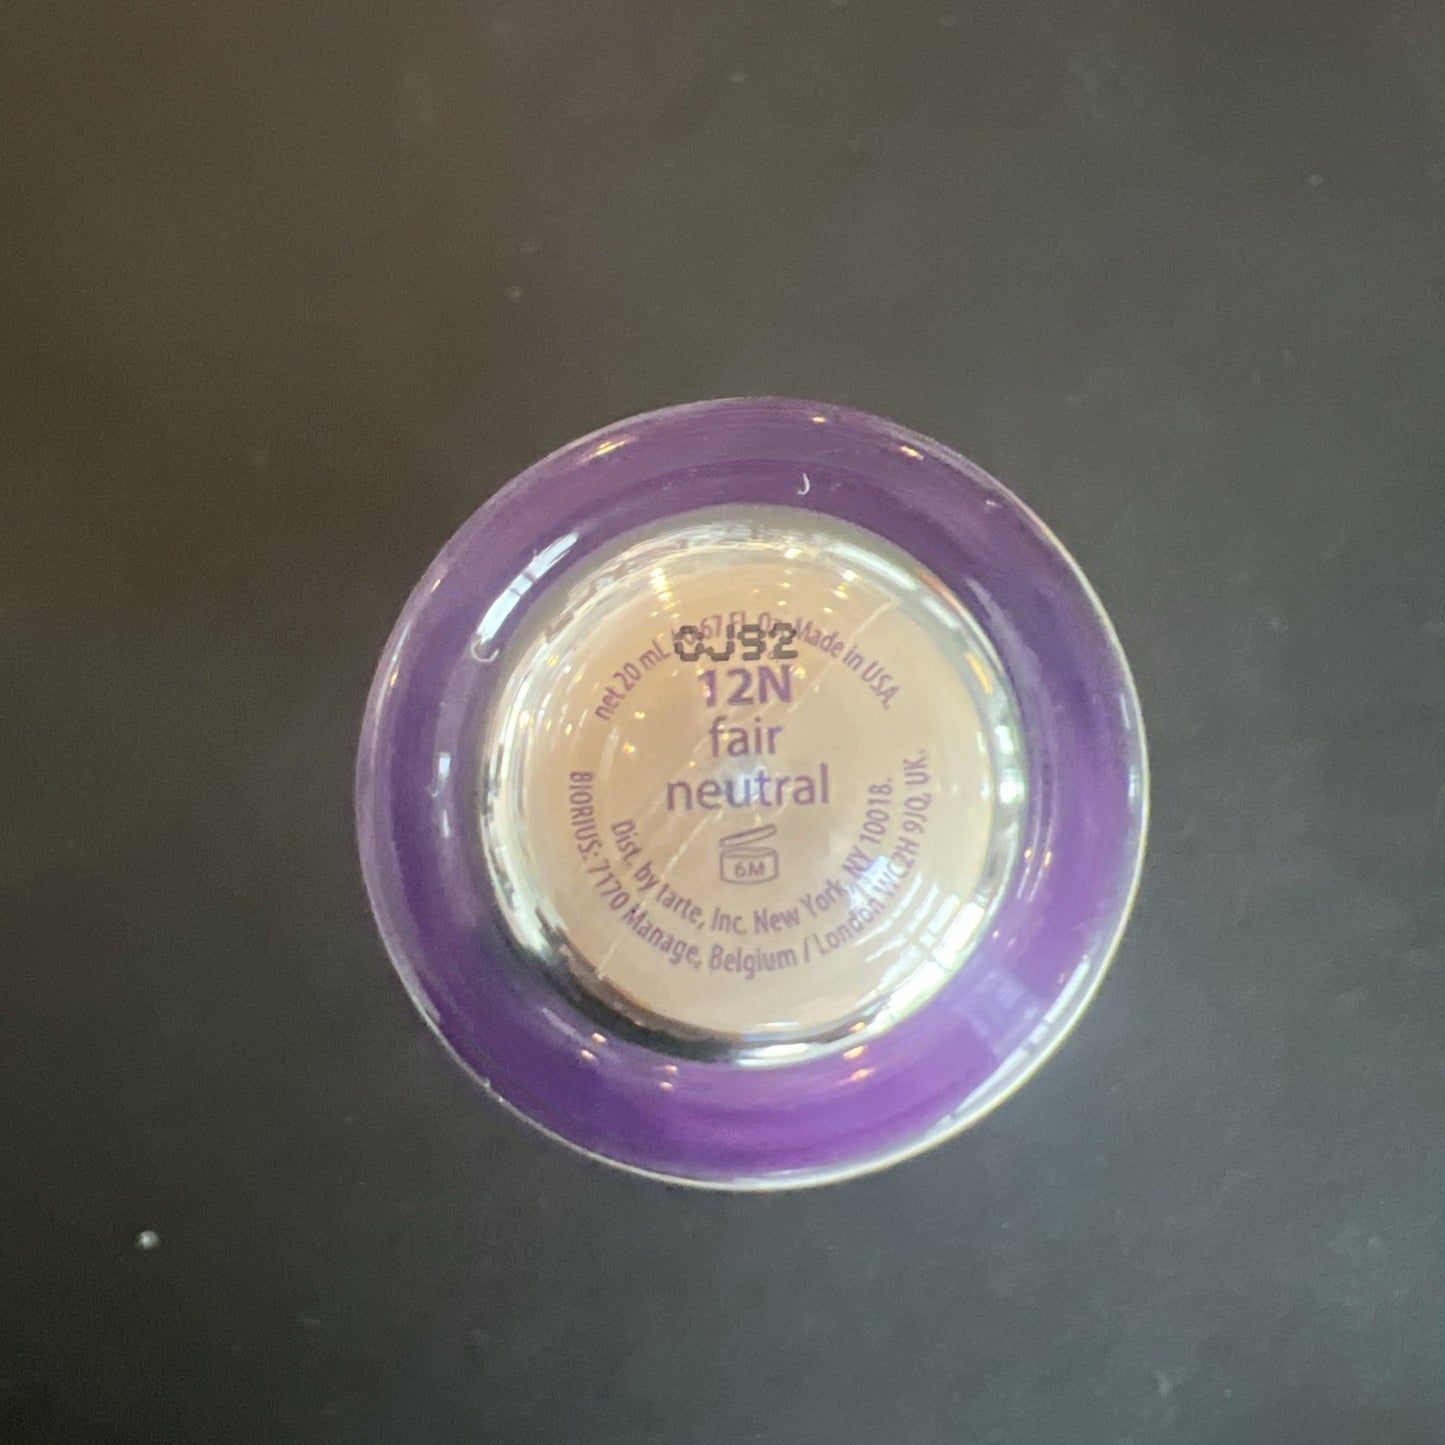 net 20 mL / 0.67 Fl. Oz. Made in USA.
0J92
12N
fair
neutral
6M
Dist. by tarte, Inc. New York, NY 10018.
BIORIUS: 7170 Manage, Belgium / London WC2H 9JQ, UK.